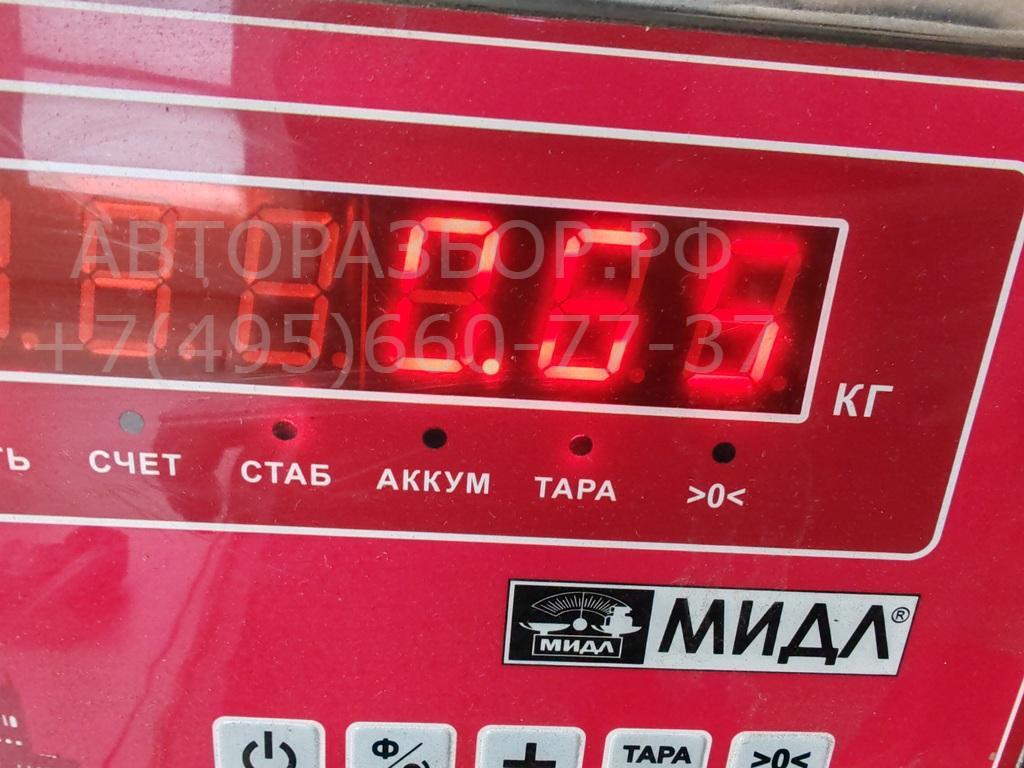 АВТОРАЗБОР.РФ
+7(495)660-77-37
КГ
СЧЕТ СТАБ АККУМ ТАРА >0<
МИДЛ МИДЛ®
Ф ТАРА >0<